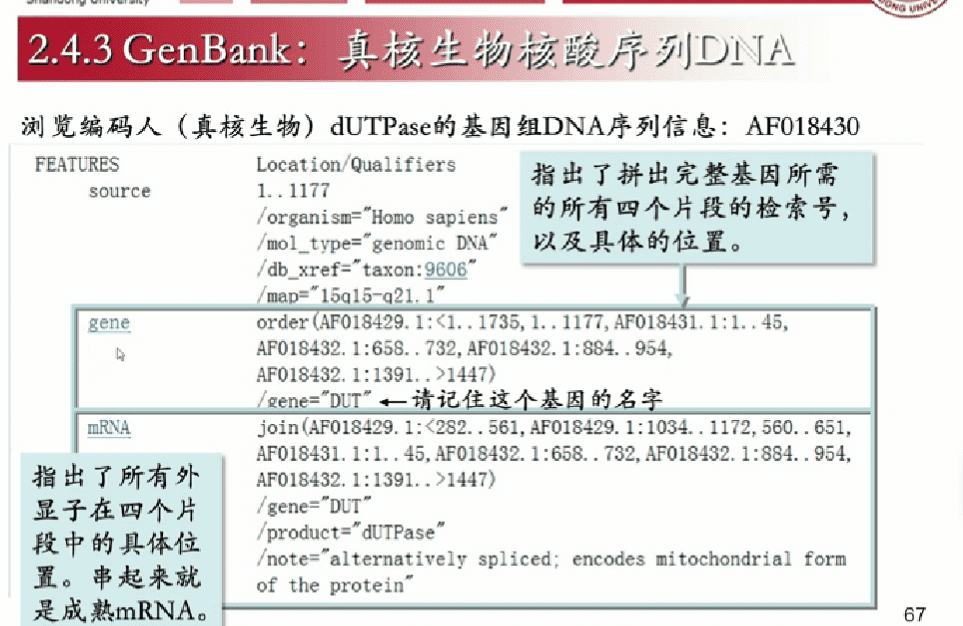 Shandong University
2.4.3 GenBank：真核生物核酸序列DNA
浏览编码人（真核生物）dUTPase的基因组DNA序列信息：AF018430
FEATURES Location/Qualifiers
source 1..1177
/organism="Homo sapiens"
/mol_type="genomic DNA"
/db_xref="taxon:9606"
/map="15q15-q21.1"
指出了拼出完整基因所需
的所有四个片段的检索号，
以及具体的位置。
gene order(AF018429.1:<1..1735,1..1177,AF018431.1:1..45,
AF018432.1:658..732,AF018432.1:884..954,
AF018432.1:1391..>1447)
/gene="DUT" ←请记住这个基因的名字
mRNA join(AF018429.1:<282..561,AF018429.1:1034..1172,560..651,
AF018431.1:1..45,AF018432.1:658..732,AF018432.1:884..954,
AF018432.1:1391..>1447)
/gene="DUT"
/product="dUTPase"
/note="alternatively spliced; encodes mitochondrial form
of the protein"
指出了所有外
显子在四个片
段中的具体位
置。串起来就
是成熟mRNA。
67